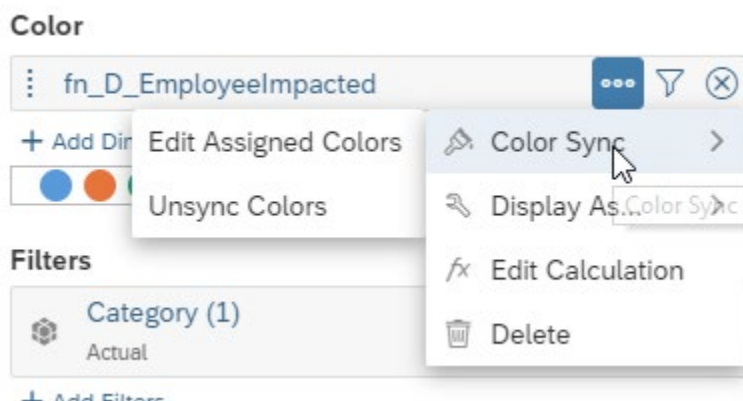 Color
fn_D_EmployeeImpacted
+ Add Dir
Edit Assigned Colors
Unsync Colors
Color Sync
Display As...
Color Sync
fx Edit Calculation
Delete
Filters
Category (1)
Actual
+ Add Filters